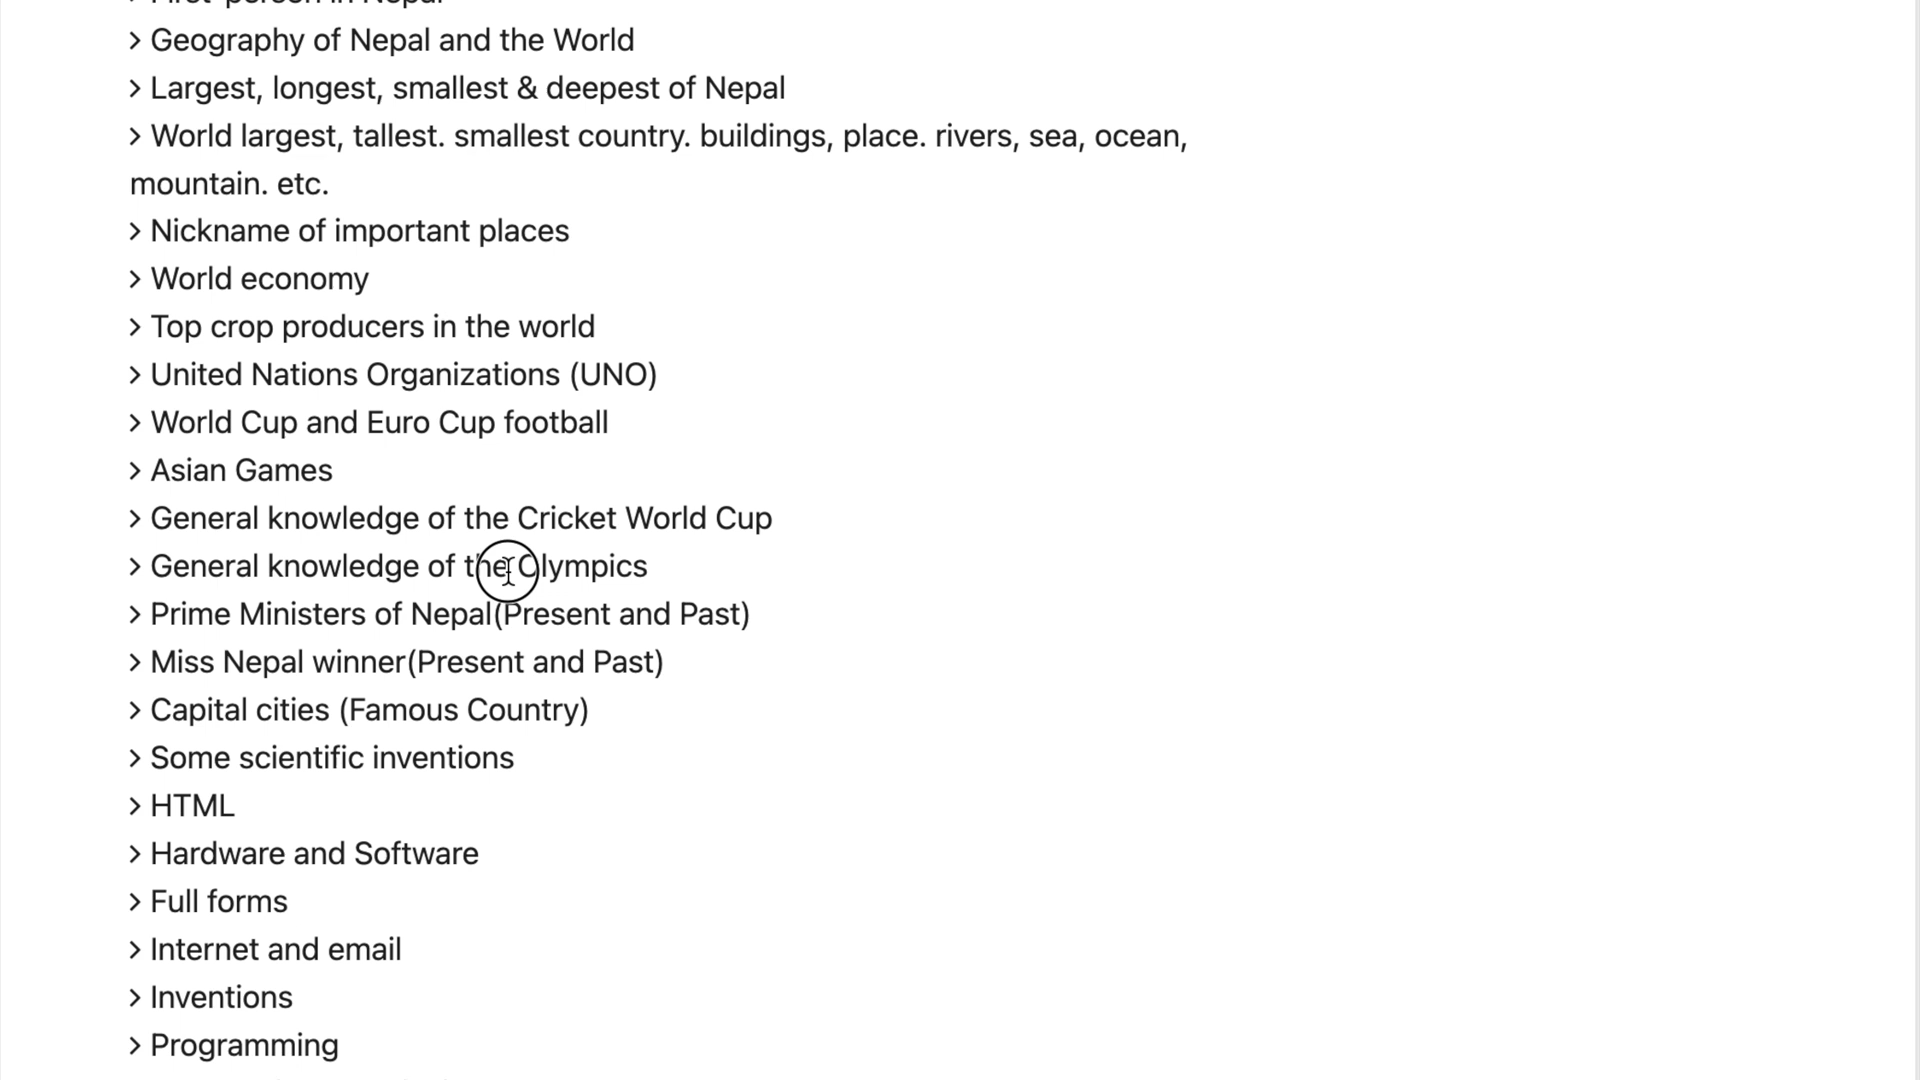 > First person in Nepal
> Geography of Nepal and the World
> Largest, longest, smallest & deepest of Nepal
> World largest, tallest. smallest country. buildings, place. rivers, sea, ocean,
mountain. etc.
> Nickname of important places
> World economy
> Top crop producers in the world
> United Nations Organizations (UNO)
> World Cup and Euro Cup football
> Asian Games
> General knowledge of the Cricket World Cup
> General knowledge of the Olympics
> Prime Ministers of Nepal(Present and Past)
> Miss Nepal winner(Present and Past)
> Capital cities (Famous Country)
> Some scientific inventions
> HTML
> Hardware and Software
> Full forms
> Internet and email
> Inventions
> Programming